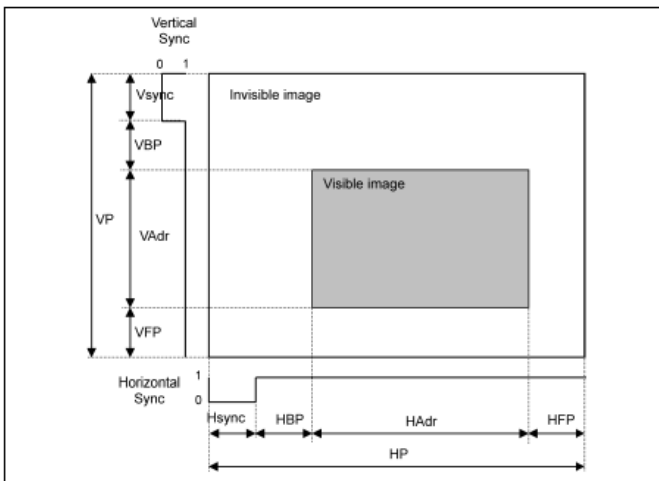 Vertical
Sync
0 1
Vsync
Invisible image
VBP
Visible image
VP
VAdr
VFP
Horizontal
Sync
1
0
Hsync
HBP
HAdr
HFP
HP